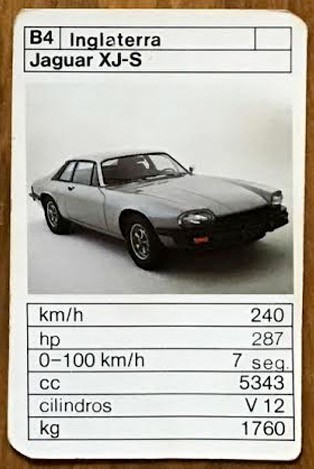 B4 Inglaterra
Jaguar XJ-S
km/h 240
hp 287
0-100 km/h 7 seg.
cc 5343
cilindros V 12
kg 1760